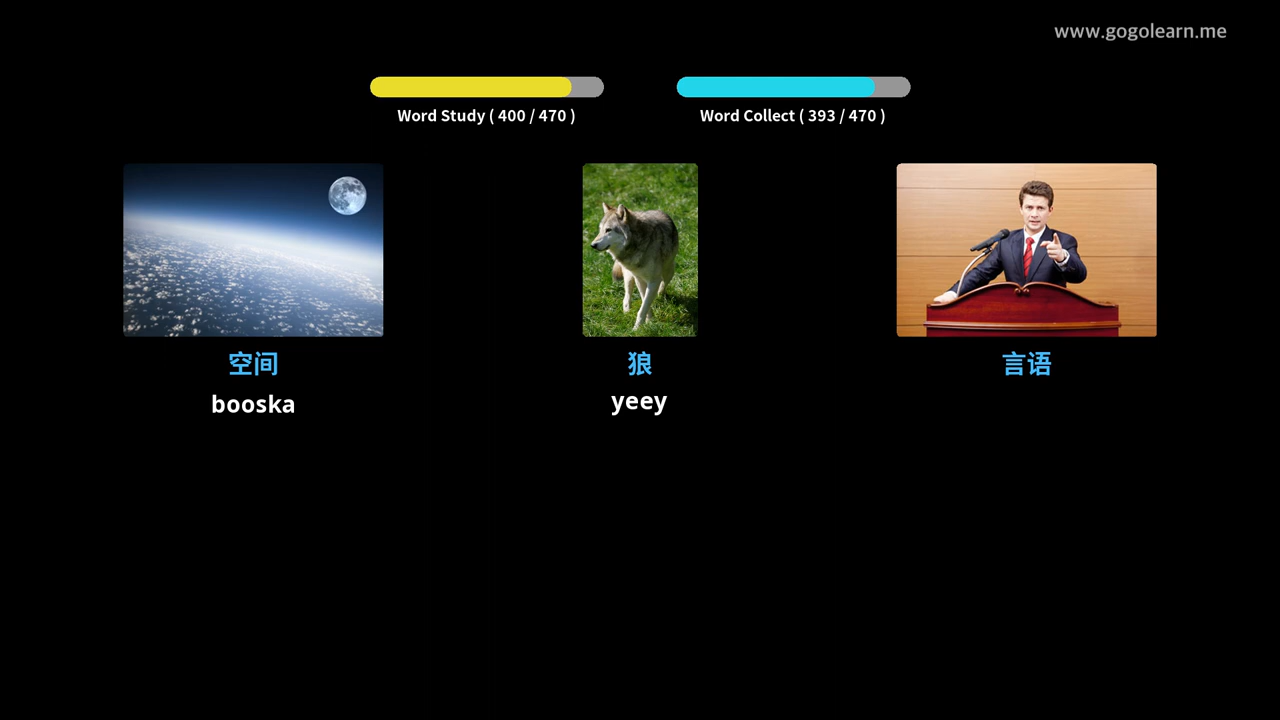 www.gogolearn.me
Word Study ( 400 / 470 )
Word Collect ( 393 / 470 )
空间
狼
言语
booska
yeey